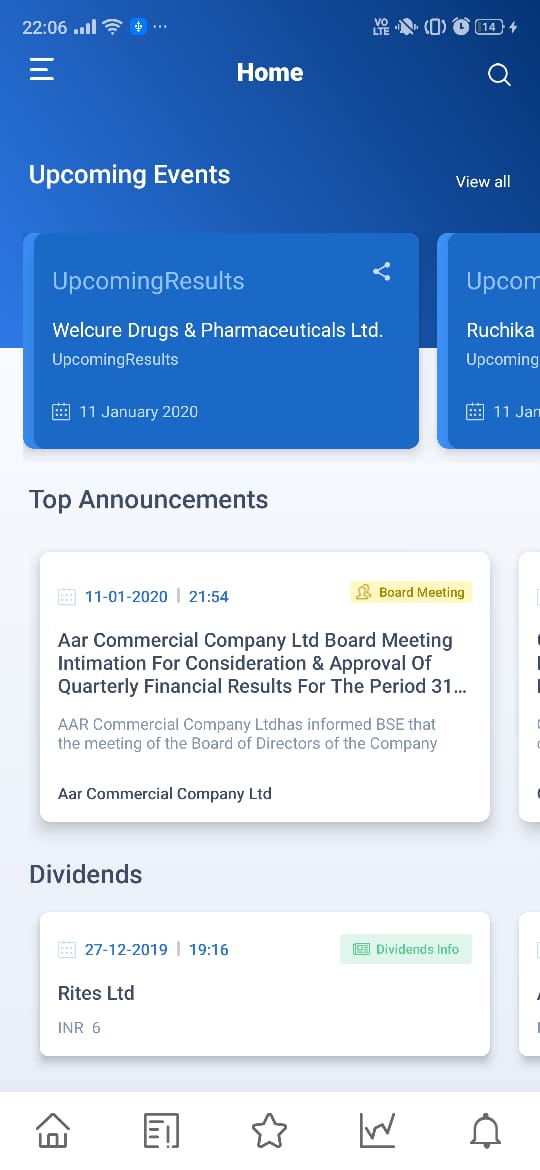 22:06
VO LTE
14
Home
Upcoming Events
View all
UpcomingResults
Welcure Drugs & Pharmaceuticals Ltd.
UpcomingResults
11 January 2020
Upcom
Ruchika
Upcoming
11 Jan
Top Announcements
11-01-2020 | 21:54
Board Meeting
Aar Commercial Company Ltd Board Meeting
Intimation For Consideration & Approval Of
Quarterly Financial Results For The Period 31...
AAR Commercial Company Ltdhas informed BSE that
the meeting of the Board of Directors of the Company
Aar Commercial Company Ltd
Dividends
27-12-2019 | 19:16
Dividends Info
Rites Ltd
INR 6